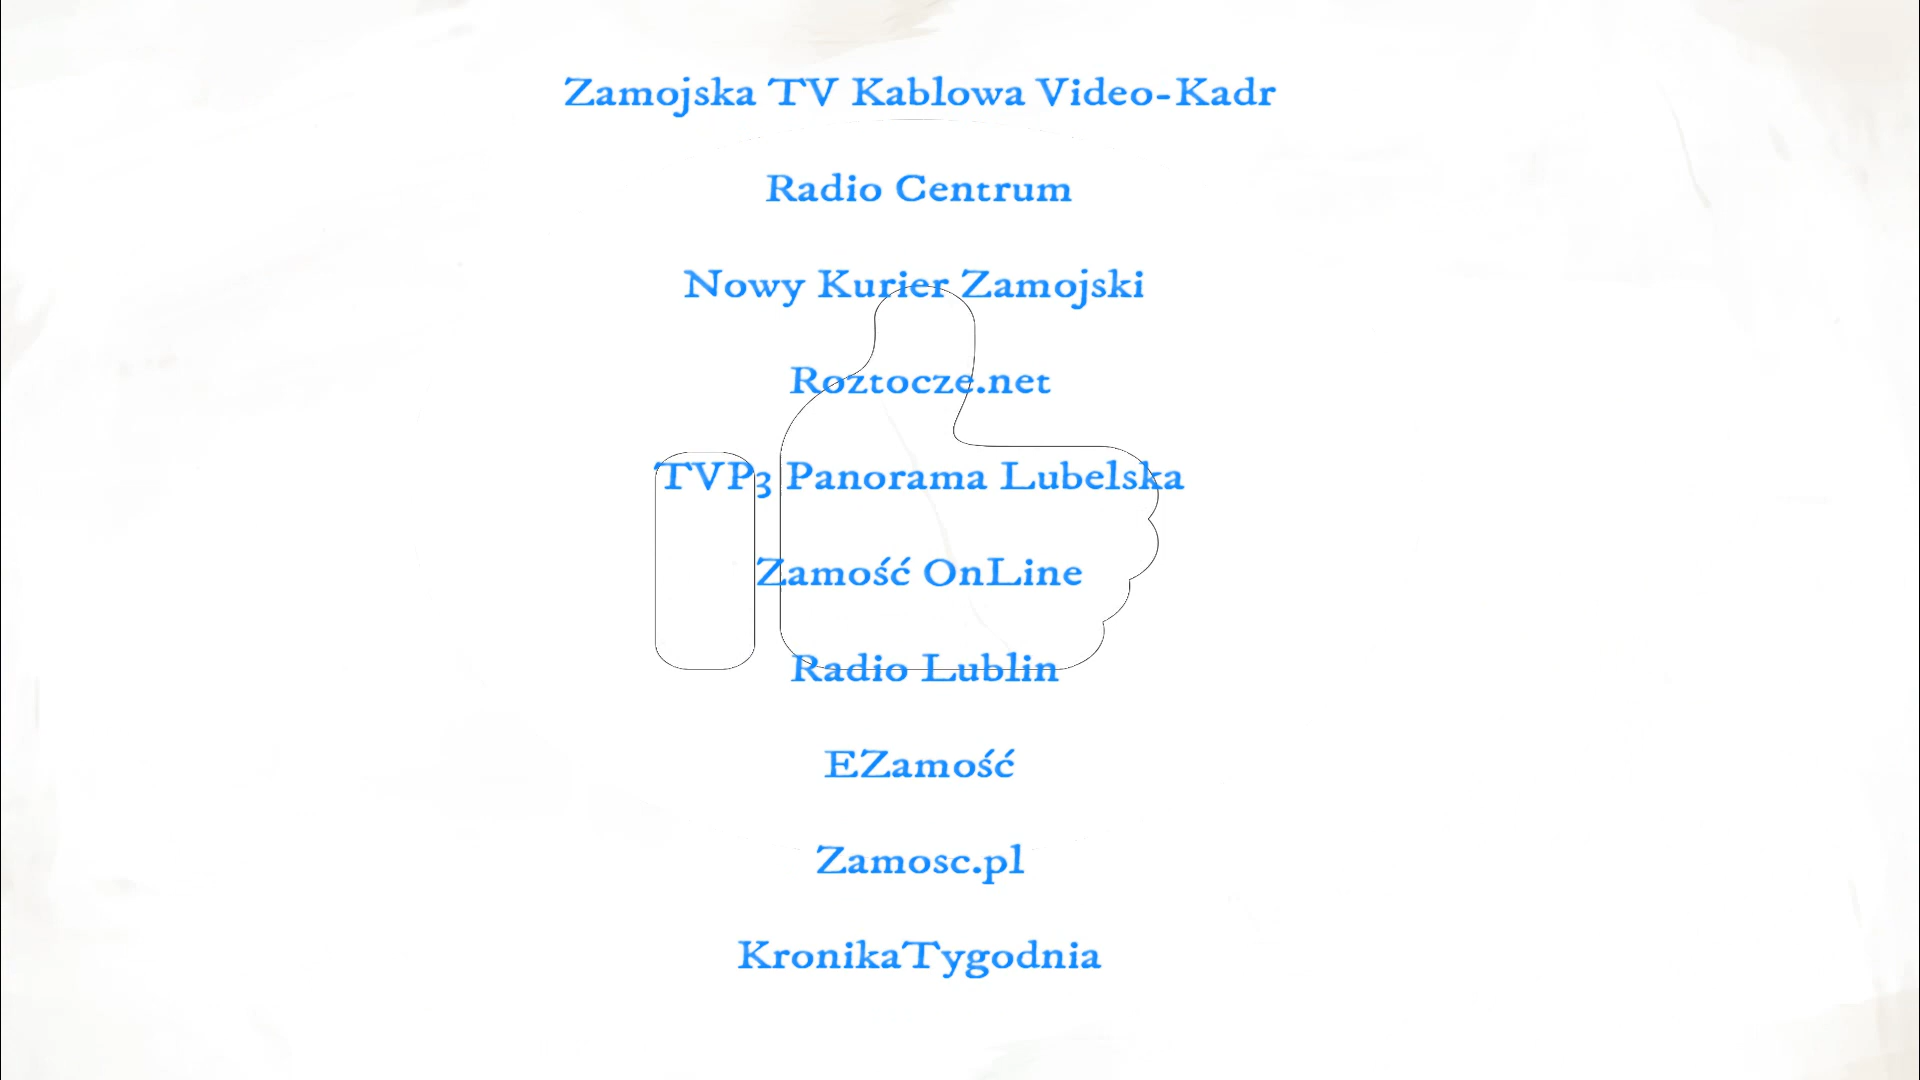 Zamojska TV Kablowa Video-Kadr
Radio Centrum
Nowy Kurier Zamojski
Roztocze.net
TVP3 Panorama Lubelska
Zamość OnLine
Radio Lublin
EZamość
Zamosc.pl
KronikaTygodnia